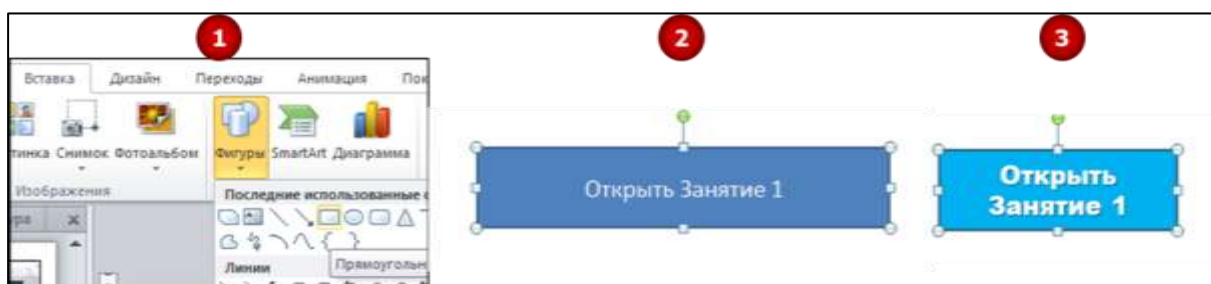 1
2
3
Вставка Дизайн Переходы Анимация
Снимок Фотоальбом Фигуры SmartArt Диаграмма
Изображения
Последние использованные
Линии
Открыть Занятие 1
Открыть
Занятие 1